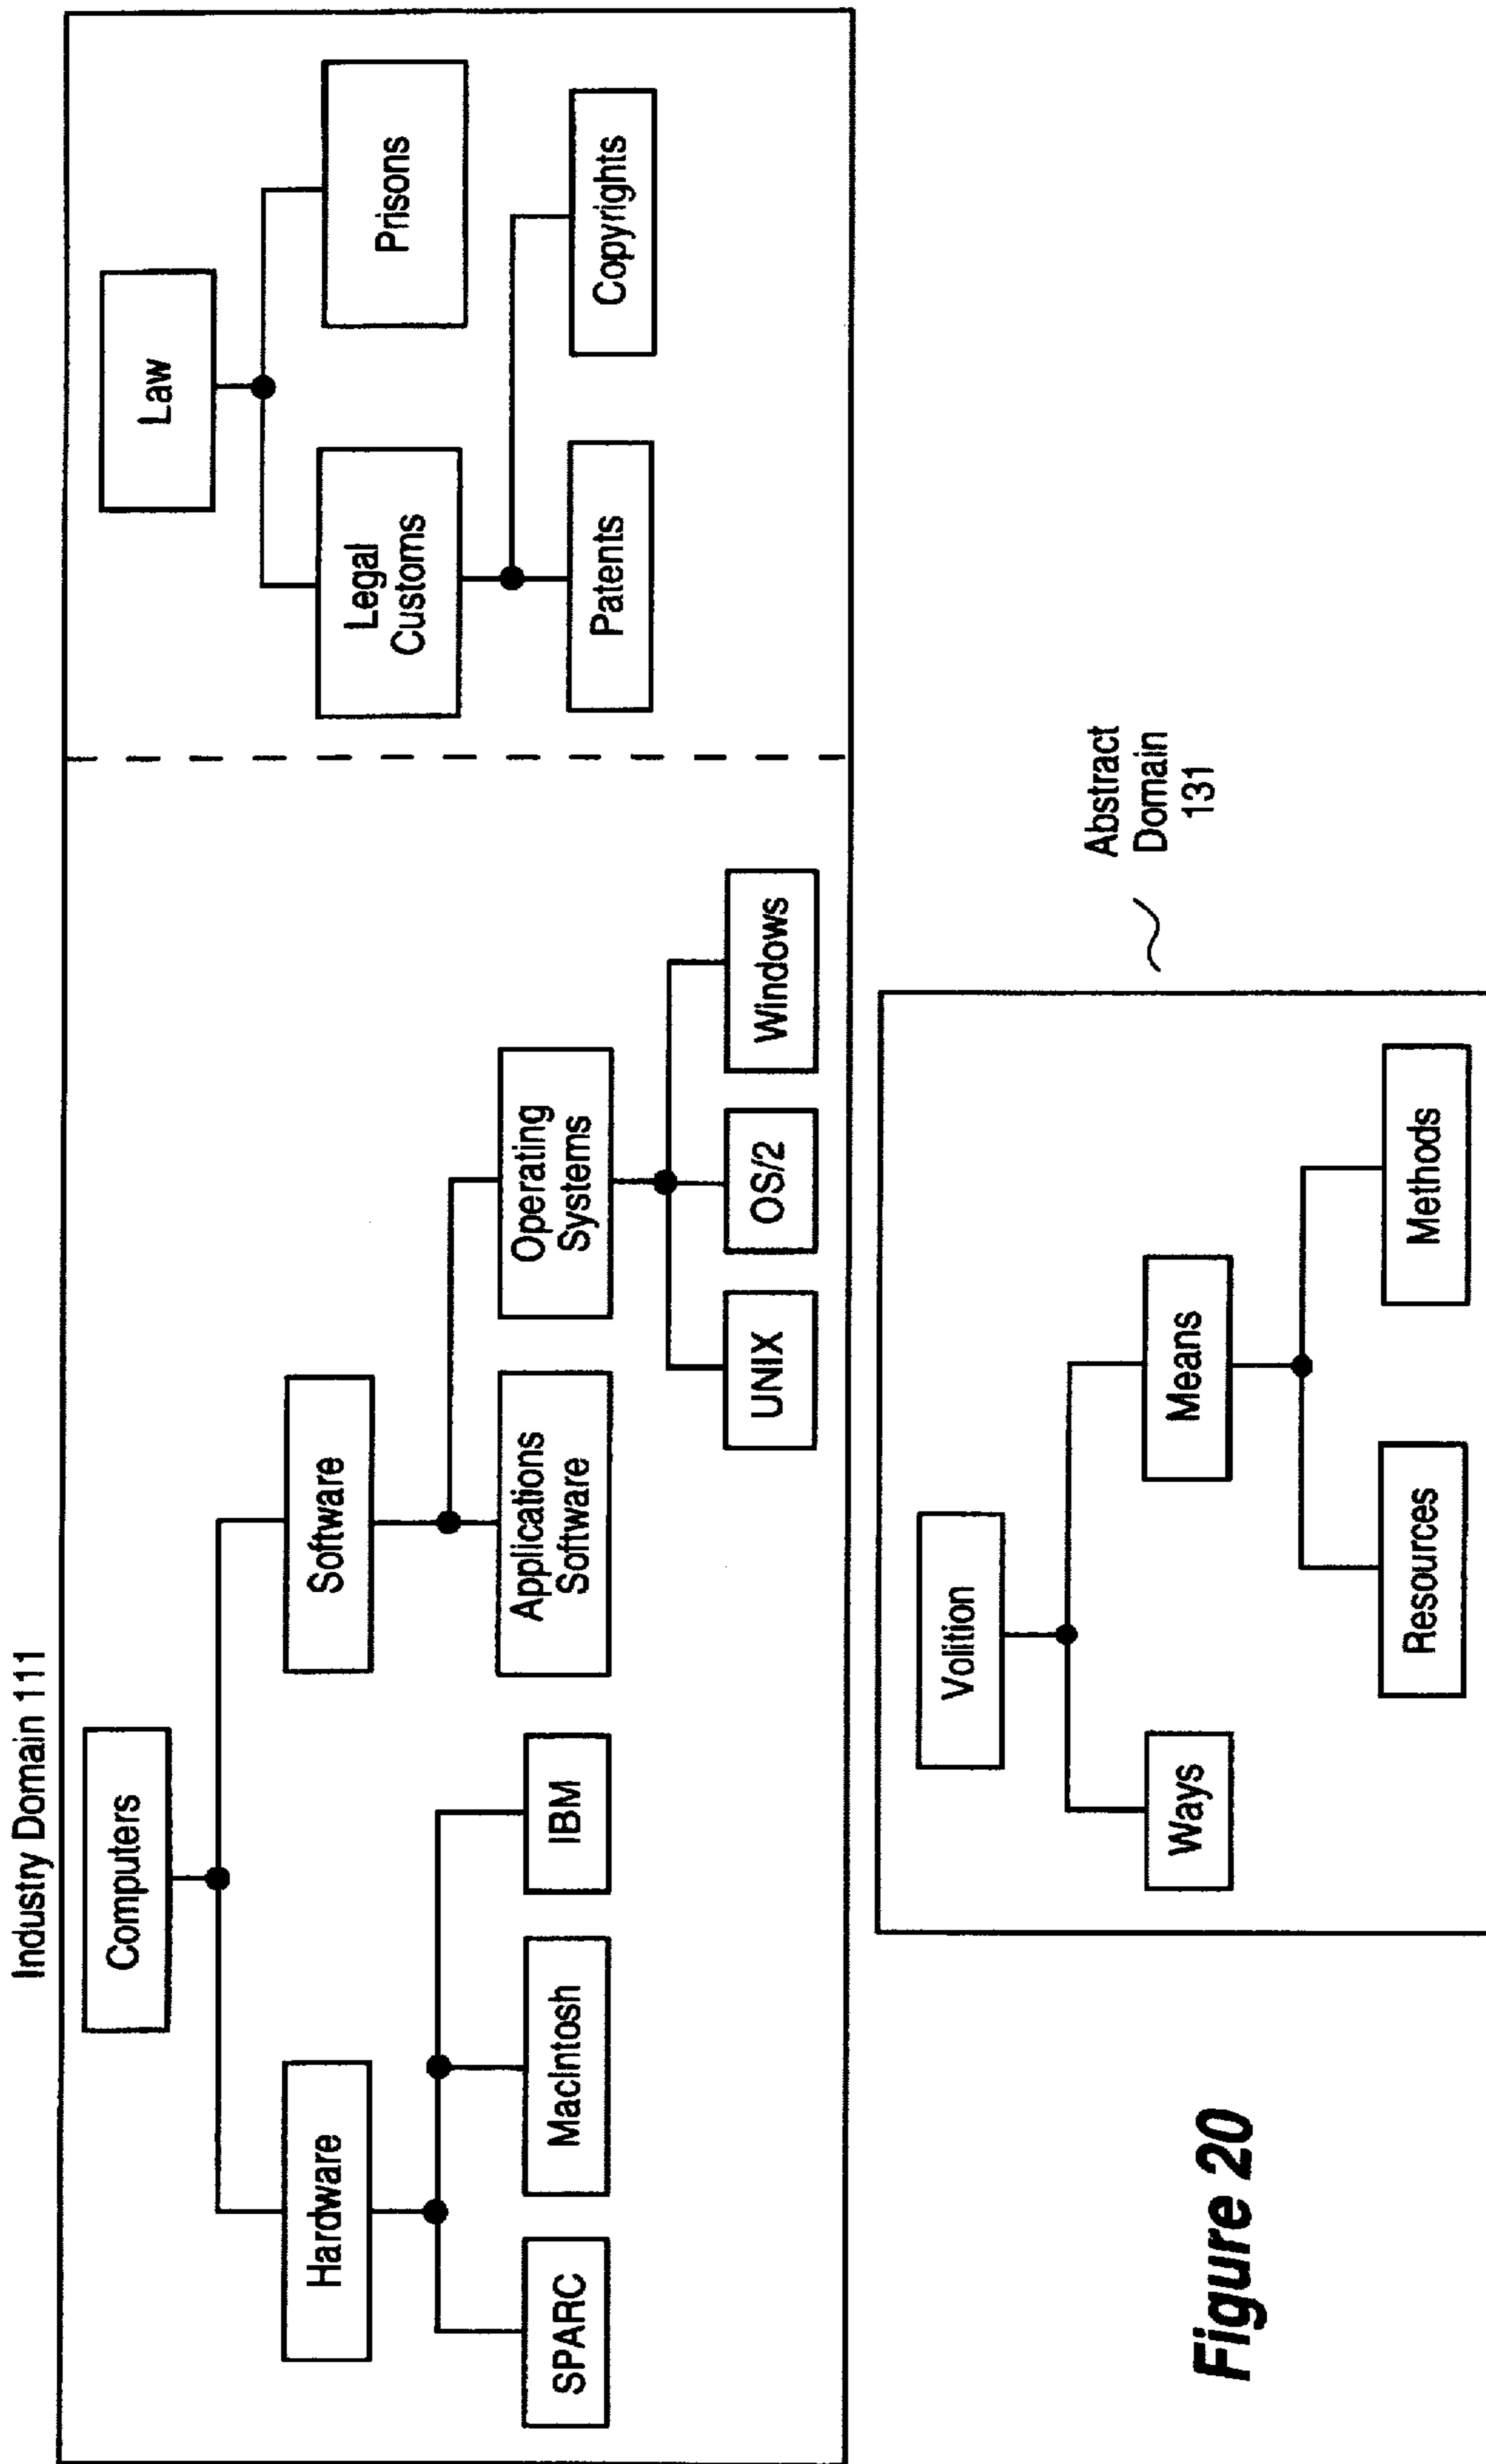 Industry Domain 111
Computers
Law
Hardware
Software
Legal
Customs
Prisons
SPARC
MacIntosh
IBM
Applications
Software
Operating
Systems
Patents
Copyrights
UNIX
OS/2
Windows
Abstract
Domain
131
Volition
Ways
Means
Resources
Methods
Figure 20